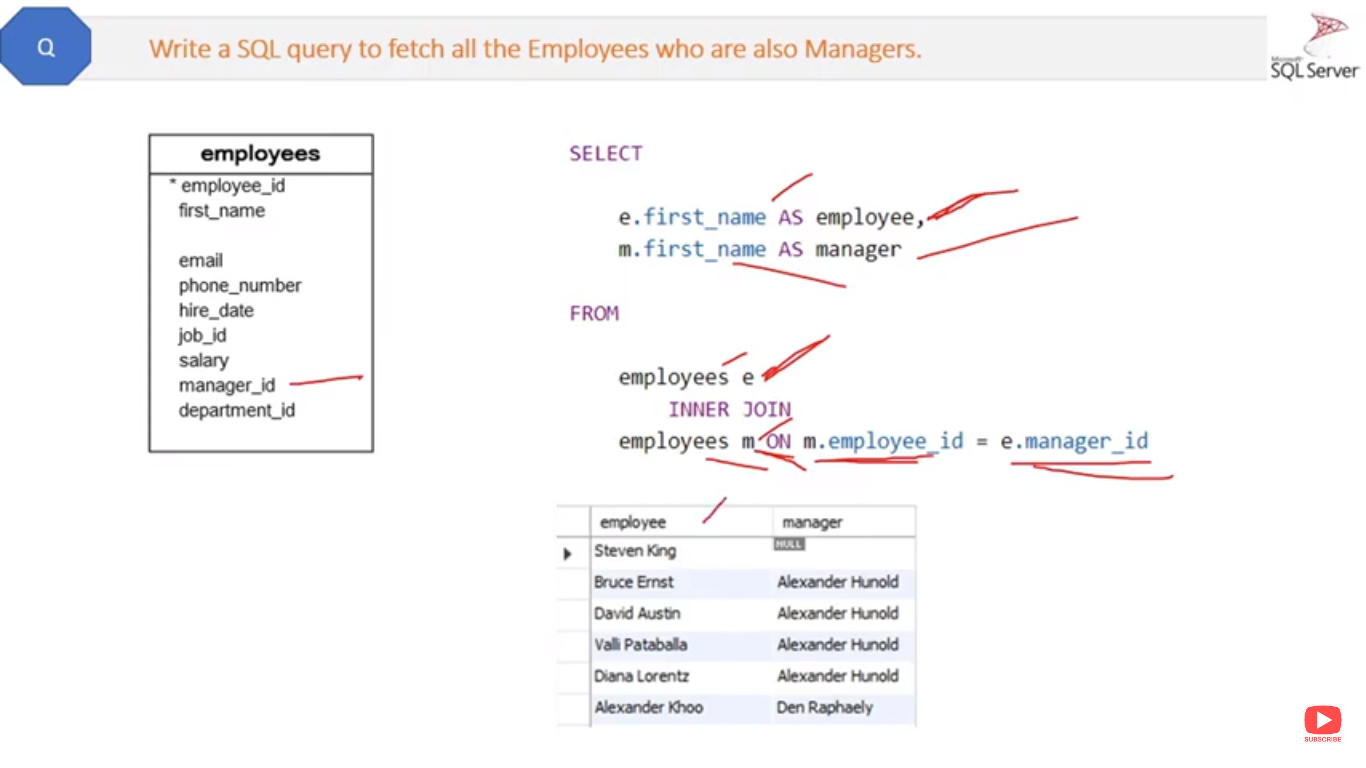 Q
Write a SQL query to fetch all the Employees who are also Managers.
Microsoft
SQL Server
employees
* employee_id
first_name
email
phone_number
hire_date
job_id
salary
manager_id
department_id
SELECT
e.first_name AS employee,
m.first_name AS manager
FROM
employees e
INNER JOIN
employees m ON m.employee_id = e.manager_id
employee manager
Steven King NULL
Bruce Ernst Alexander Hunold
David Austin Alexander Hunold
Valli Pataballa Alexander Hunold
Diana Lorentz Alexander Hunold
Alexander Khoo Den Raphaely
SUBSCRIBE